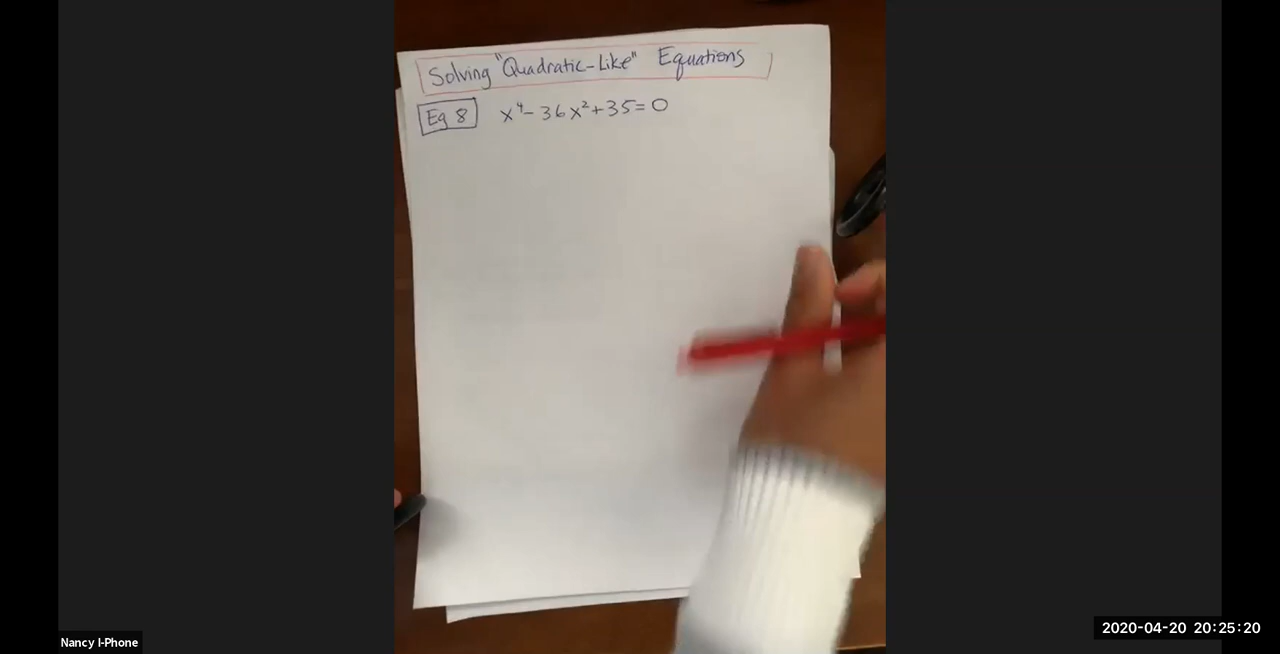 Solving "Quadratic-Like" Equations
Eg 8 x⁴- 36x²+35=0
Nancy I-Phone
2020-04-20 20:25:20